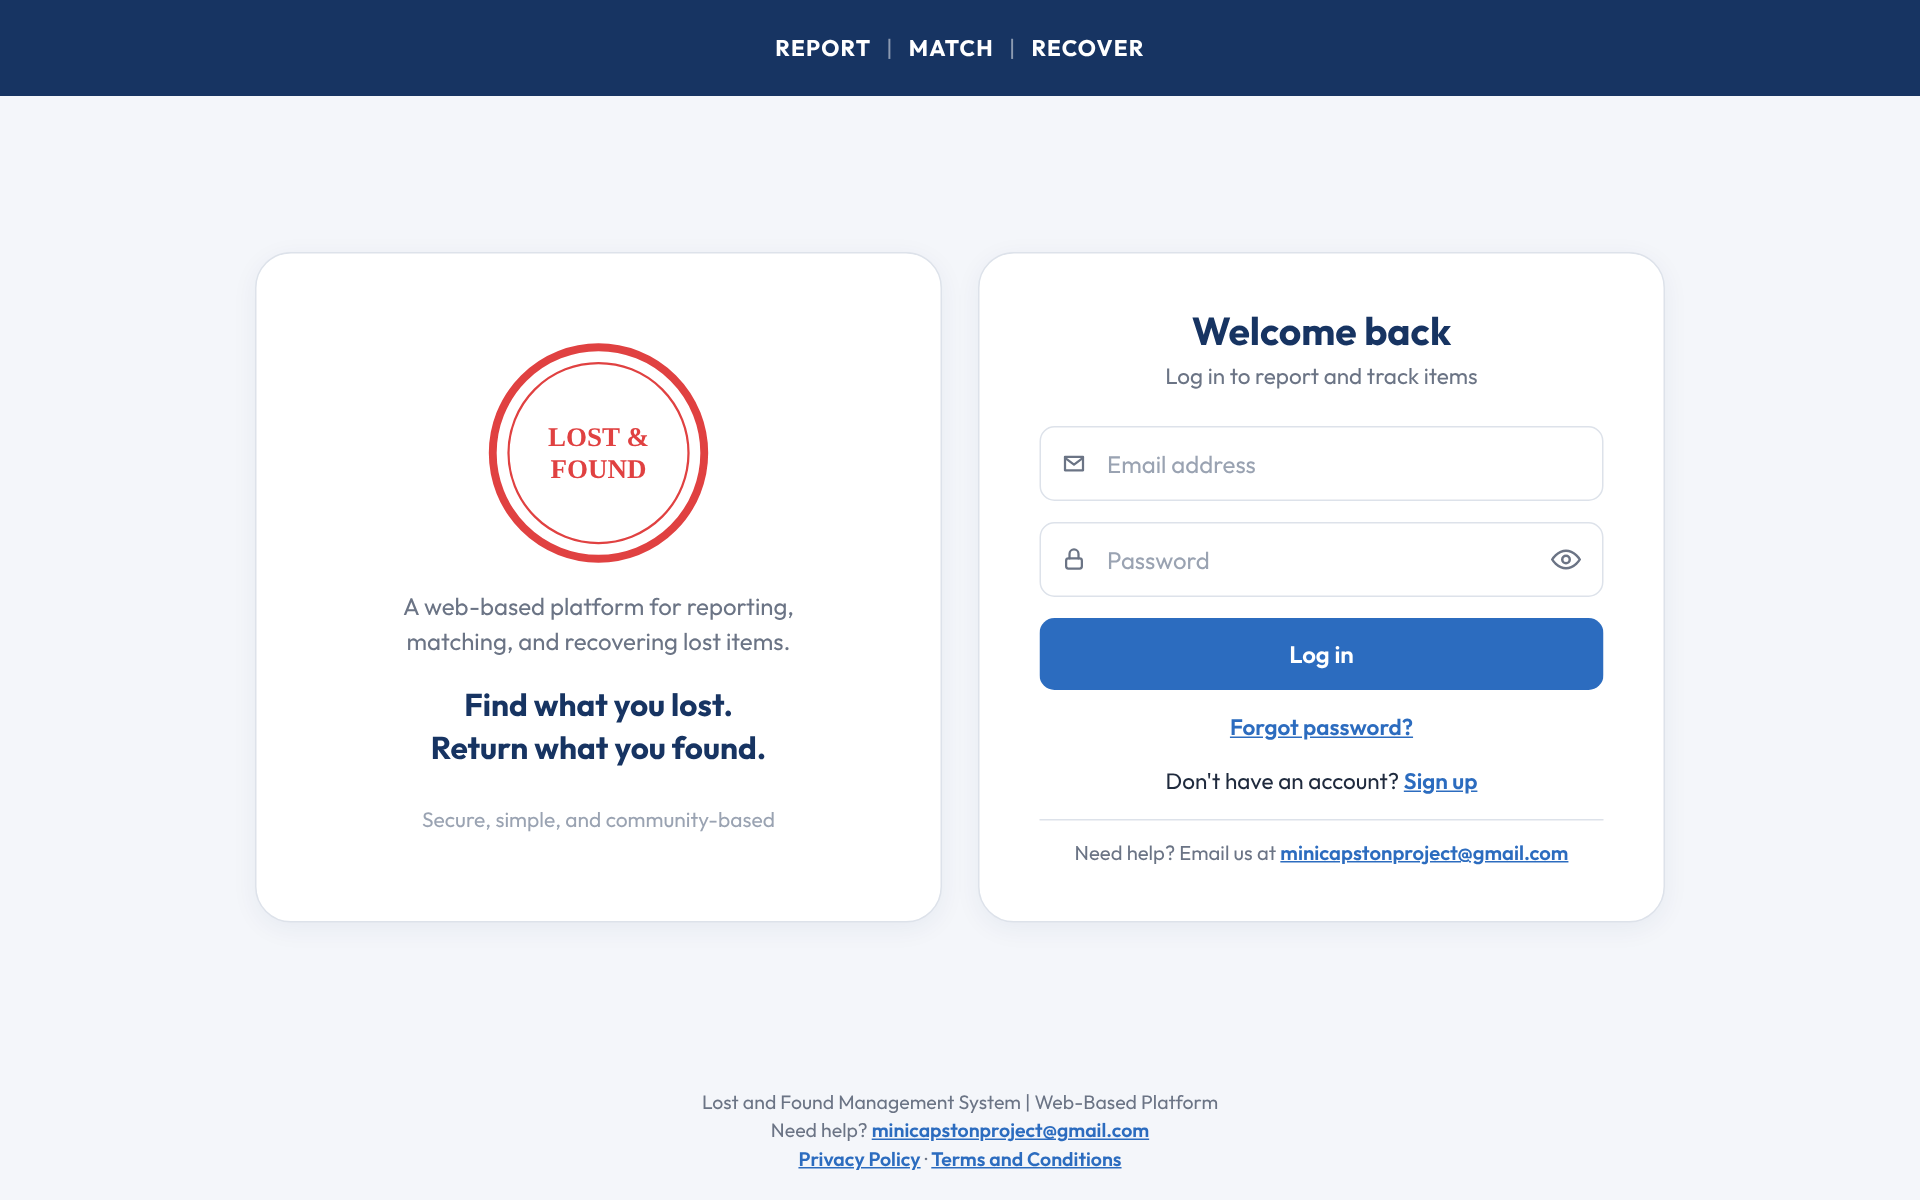 REPORT | MATCH | RECOVER
LOST &
FOUND
A web-based platform for reporting,
matching, and recovering lost items.
Find what you lost.
Return what you found.
Secure, simple, and community-based
Welcome back
Log in to report and track items
Email address
Password
Log in
Forgot password?
Don't have an account? Sign up
Need help? Email us at minicapstonproject@gmail.com
Lost and Found Management System | Web-Based Platform
Need help? minicapstonproject@gmail.com
Privacy Policy · Terms and Conditions